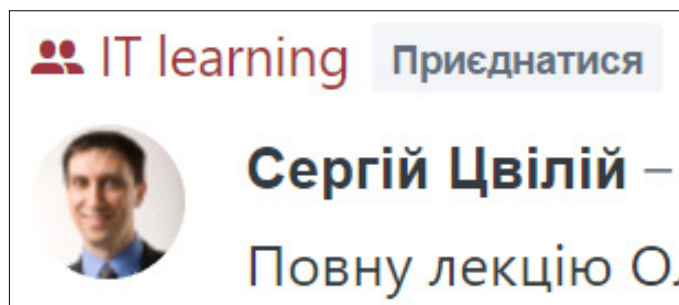 IT learning Приєднатися
Сергій Цвілій –
Повну лекцію